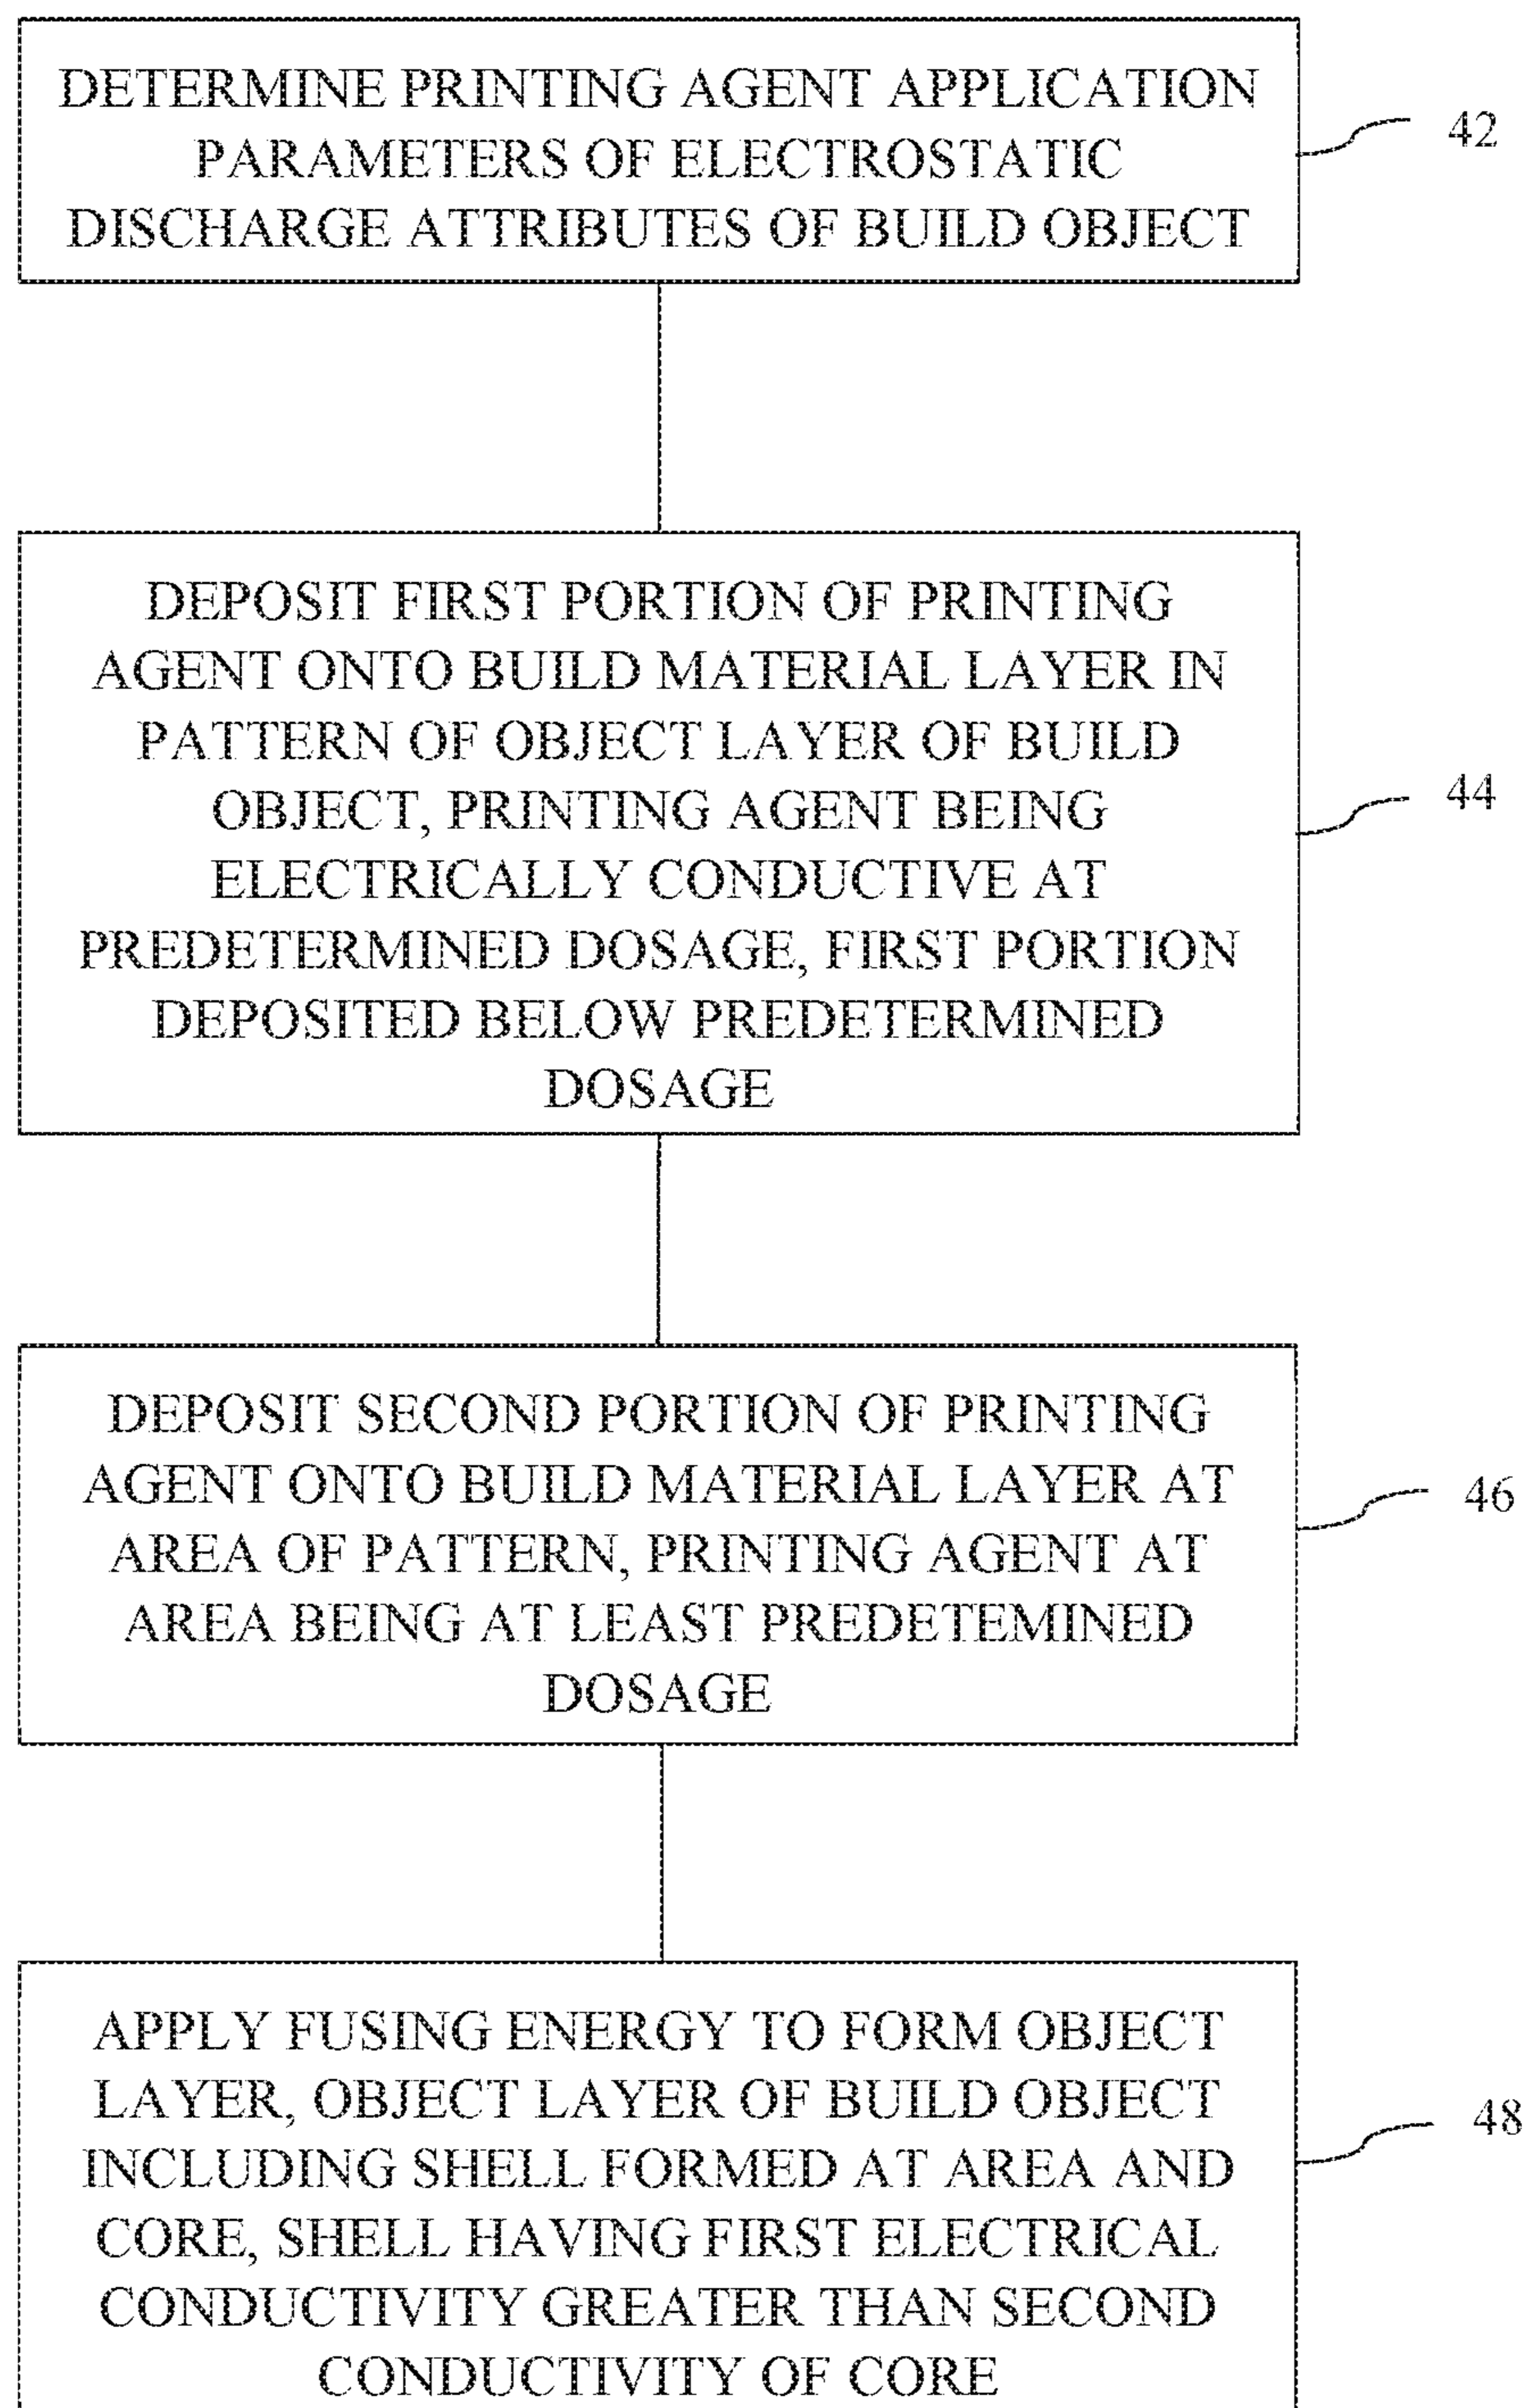 DETERMINE PRINTING AGENT APPLICATION
PARAMETERS OF ELECTROSTATIC
DISCHARGE ATTRIBUTES OF BUILD OBJECT
42
DEPOSIT FIRST PORTION OF PRINTING
AGENT ONTO BUILD MATERIAL LAYER IN
PATTERN OF OBJECT LAYER OF BUILD
OBJECT, PRINTING AGENT BEING
ELECTRICALLY CONDUCTIVE AT
PREDETERMINED DOSAGE, FIRST PORTION
DEPOSITED BELOW PREDETERMINED
DOSAGE
44
DEPOSIT SECOND PORTION OF PRINTING
AGENT ONTO BUILD MATERIAL LAYER AT
AREA OF PATTERN, PRINTING AGENT AT
AREA BEING AT LEAST PREDETEMINED
DOSAGE
46
APPLY FUSING ENERGY TO FORM OBJECT
LAYER, OBJECT LAYER OF BUILD OBJECT
INCLUDING SHELL FORMED AT AREA AND
CORE, SHELL HAVING FIRST ELECTRICAL
CONDUCTIVITY GREATER THAN SECOND
CONDUCTIVITY OF CORE
48